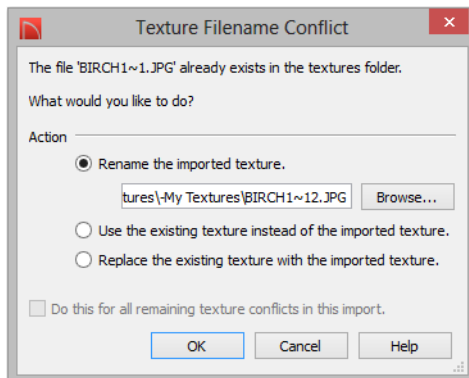 Texture Filename Conflict
The file 'BIRCH1~1.JPG' already exists in the textures folder.
What would you like to do?
Action
Rename the imported texture.
tures\-My Textures\BIRCH1~12.JPG
Browse...
Use the existing texture instead of the imported texture.
Replace the existing texture with the imported texture.
Do this for all remaining texture conflicts in this import.
OK
Cancel
Help